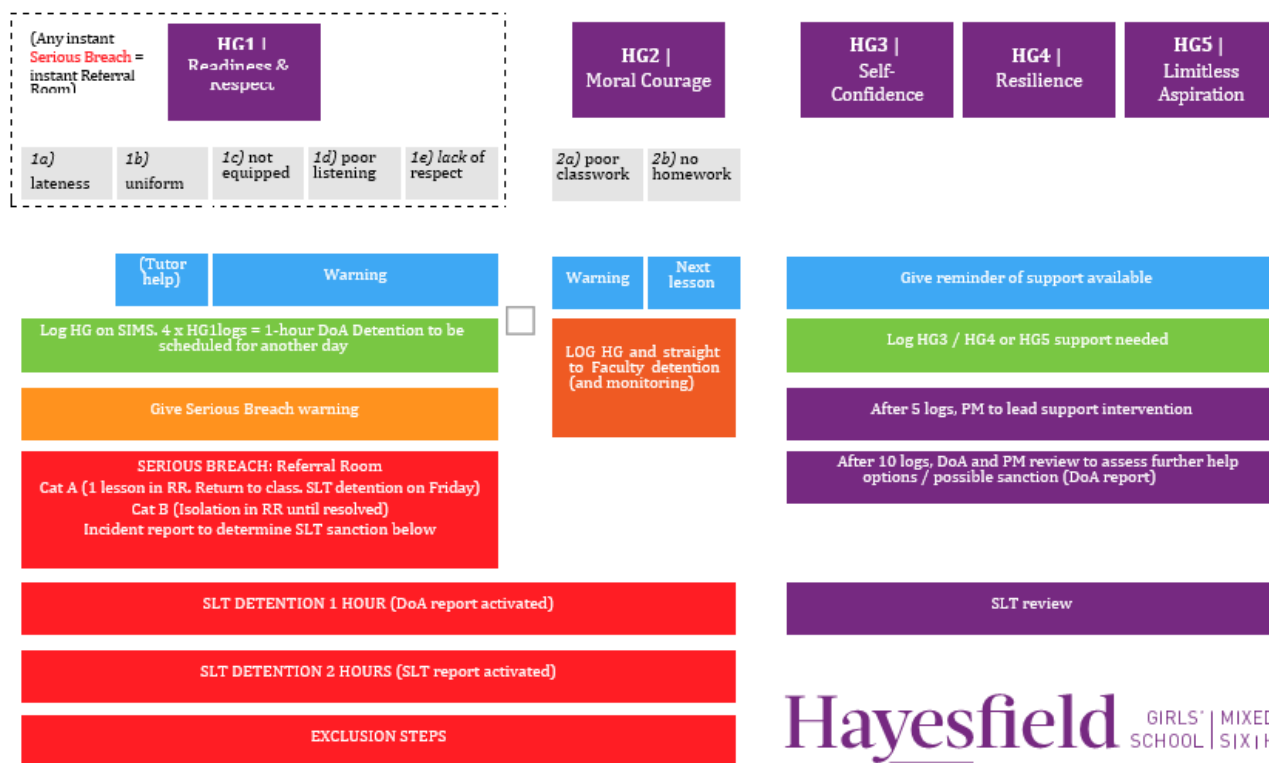 (Any instant
Serious Breach =
instant Referral
Room)
HG1 |
Readiness &
Respect
HG2 |
Moral Courage
HG3 |
Self-
Confidence
HG4 |
Resilience
HG5 |
Limitless
Aspiration
1a)
lateness
1b)
uniform
1c) not
equipped
1d) poor
listening
1e) lack of
respect
2a) poor
classwork
2b) no
homework
(Tutor
help)
Warning
Warning
Next
lesson
Give reminder of support available
Log HG on SIMS. 4 x HG1logs = 1-hour DoA Detention to be
scheduled for another day
LOG HG and straight
to Faculty detention
(and monitoring)
Log HG3 / HG4 or HG5 support needed
Give Serious Breach warning
After 5 logs, PM to lead support intervention
SERIOUS BREACH: Referral Room
Cat A (1 lesson in RR. Return to class. SLT detention on Friday)
Cat B (Isolation in RR until resolved)
Incident report to determine SLT sanction below
After 10 logs, DoA and PM review to assess further help
options / possible sanction (DoA report)
SLT DETENTION 1 HOUR (DoA report activated)
SLT review
SLT DETENTION 2 HOURS (SLT report activated)
EXCLUSION STEPS
Hayesfield
GIRLS' | MIXED
SCHOOL | SIXTH